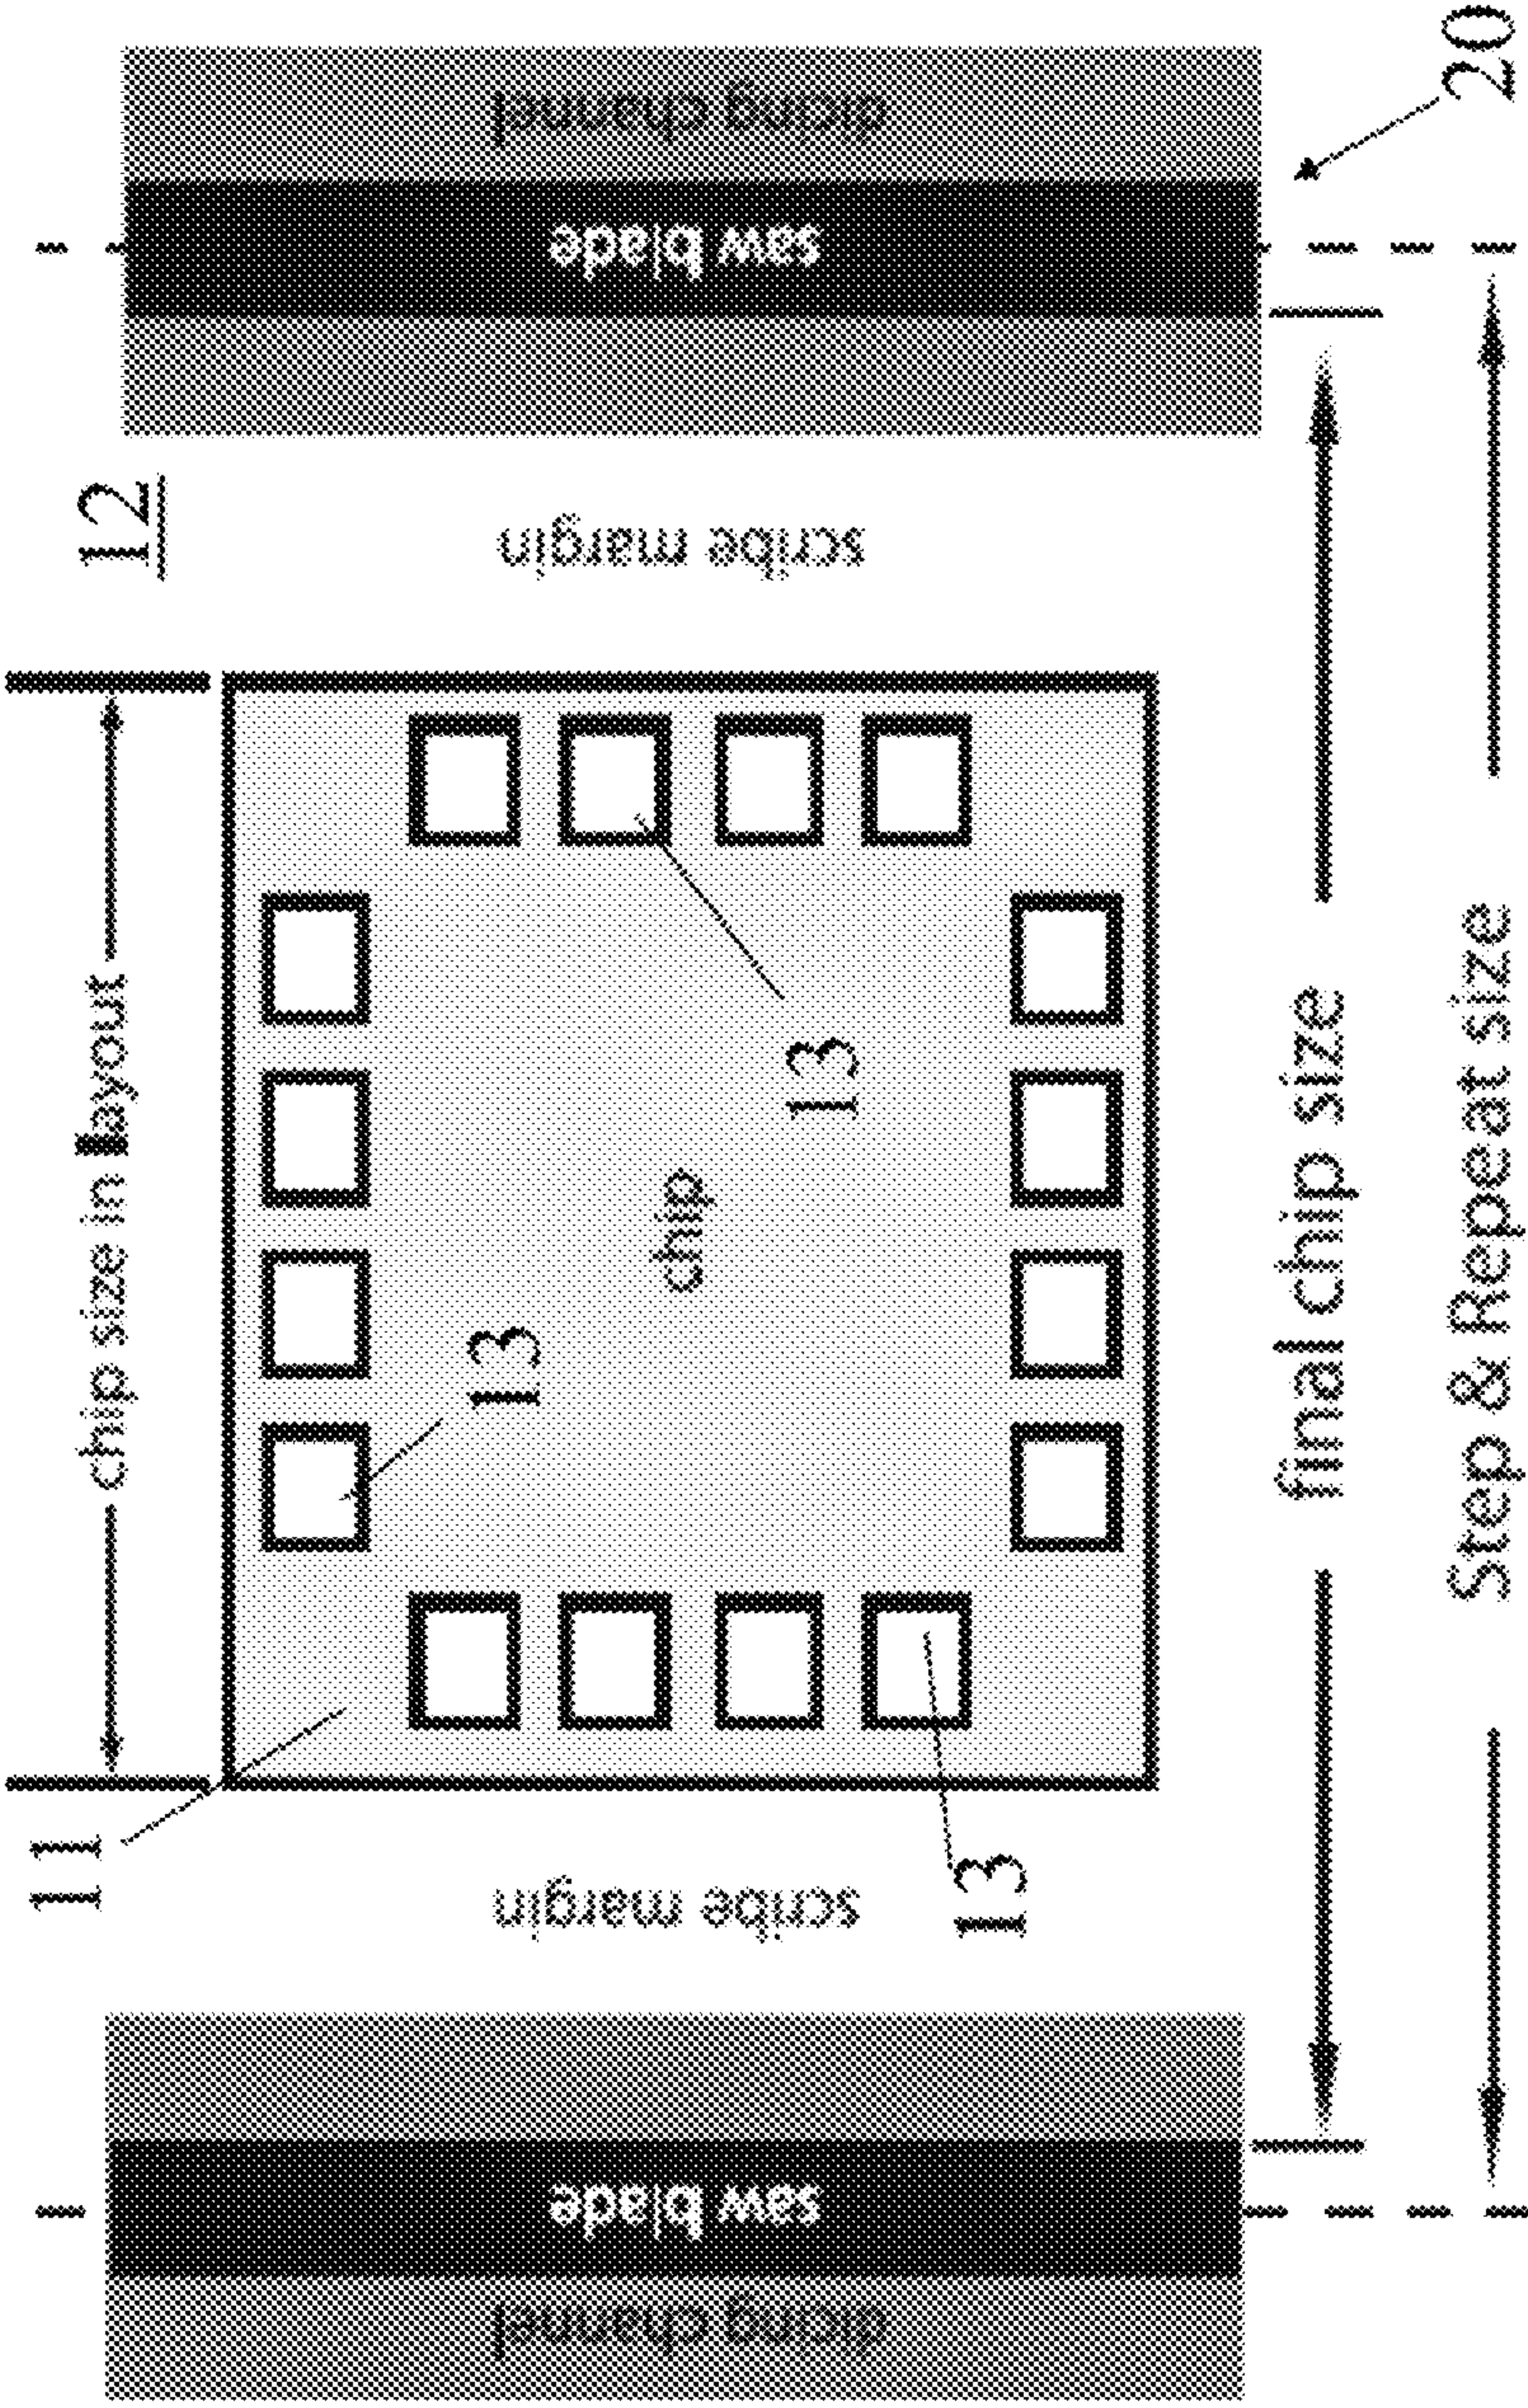 chip size in layout
11
12
dicing channel
saw blade
scribe margin
13
chip
13
13
scribe margin
saw blade
dicing channel
final chip size
Step & Repeat size
20